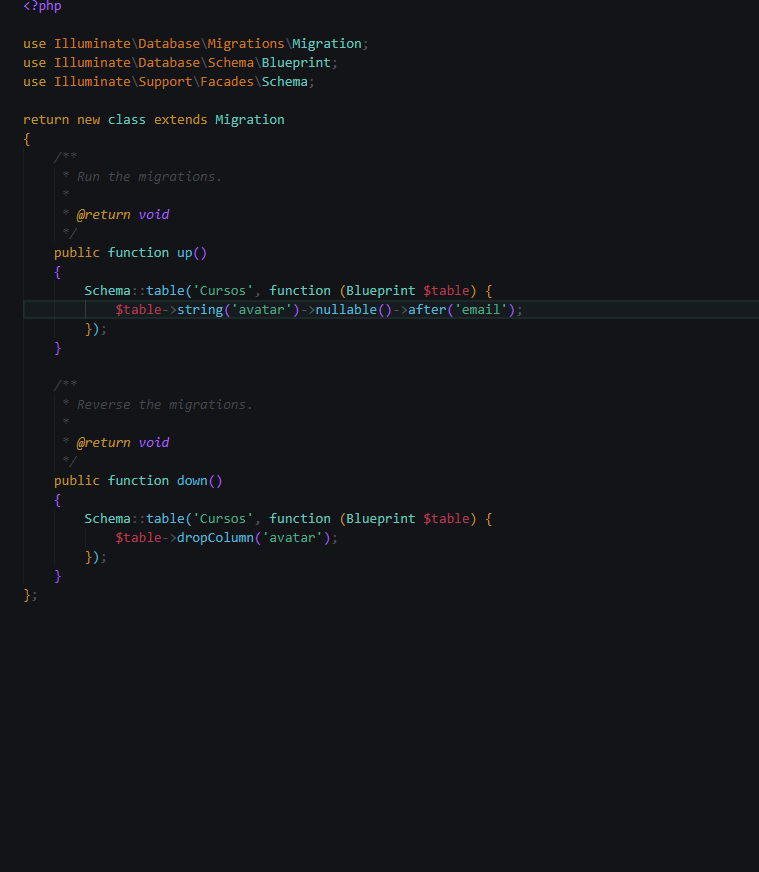 <?php
use Illuminate\Database\Migrations\Migration;
use Illuminate\Database\Schema\Blueprint;
use Illuminate\Support\Facades\Schema;
return new class extends Migration
{
    /**
     * Run the migrations.
     *
     * @return void
     */
    public function up()
    {
        Schema::table('Cursos', function (Blueprint $table) {
            $table->string('avatar')->nullable()->after('email');
        });
    }
    /**
     * Reverse the migrations.
     *
     * @return void
     */
    public function down()
    {
        Schema::table('Cursos', function (Blueprint $table) {
            $table->dropColumn('avatar');
        });
    }
};